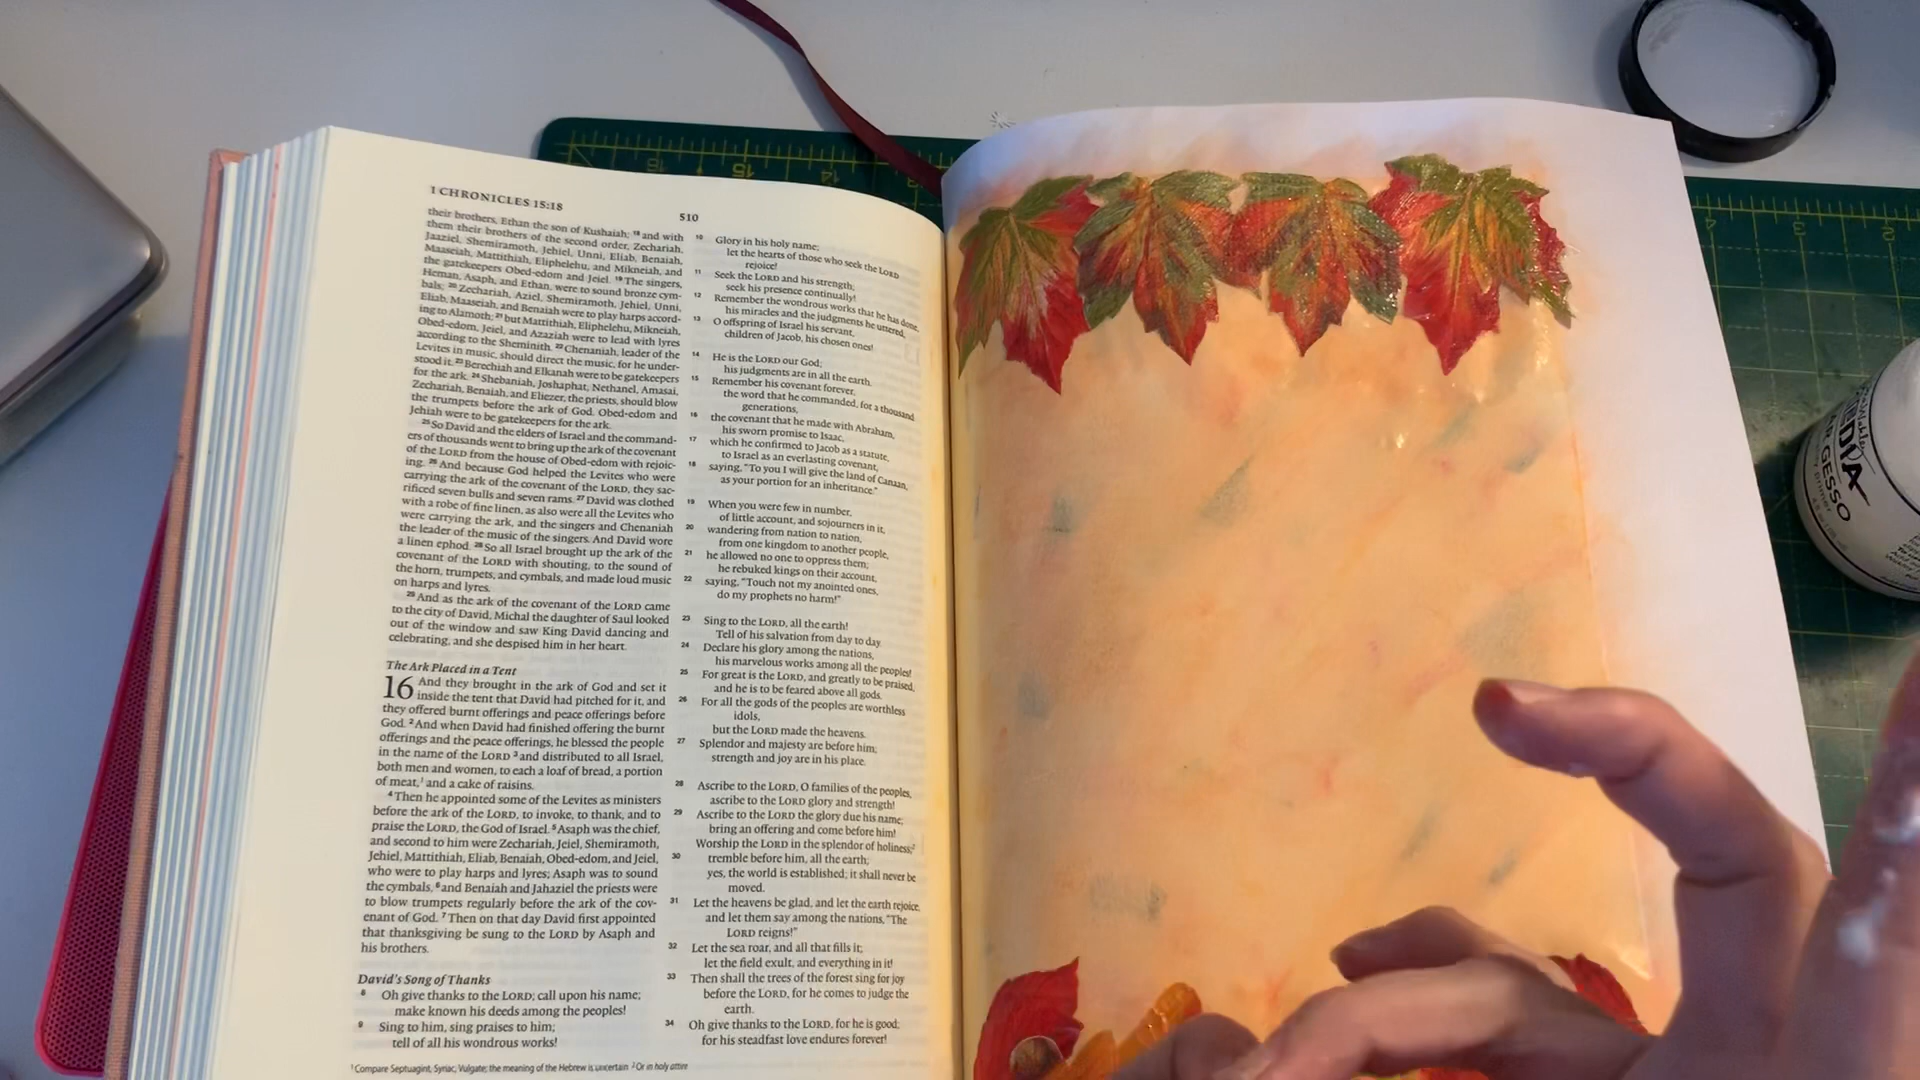 1 CHRONICLES 15:18
510
their brothers, Ethan the son of Kushaiah; 18 and with
them their brothers of the second order, Zechariah,
Jaaziel, Shemiramoth, Jehiel, Unni, Eliab, Benaiah,
Maaseiah, Mattithiah, Eliphelehu, and Mikneiah, and
the gatekeepers Obed-edom and Jeiel. 19 The singers,
Heman, Asaph, and Ethan, were to sound bronze cym-
bals; 20 Zechariah, Aziel, Shemiramoth, Jehiel, Unni,
Eliab, Maaseiah, and Benaiah were to play harps accord-
ing to Alamoth; 21 but Mattithiah, Eliphelehu, Mikneiah,
Obed-edom, Jeiel, and Azaziah were to lead with lyres
according to the Sheminith. 22 Chenaniah, leader of the
Levites in music, should direct the music, for he under-
stood it. 23 Berechiah and Elkanah were to be gatekeepers
for the ark. 24 Shebaniah, Joshaphat, Nethanel, Amasai,
Zechariah, Benaiah, and Eliezer, the priests, should blow
the trumpets before the ark of God. Obed-edom and
Jehiah were to be gatekeepers for the ark.
25 So David and the elders of Israel and the command-
ers of thousands went to bring up the ark of the covenant
of the LORD from the house of Obed-edom with rejoic-
ing. 26 And because God helped the Levites who were
carrying the ark of the covenant of the LORD, they sac-
rificed seven bulls and seven rams. 27 David was clothed
with a robe of fine linen, as also were all the Levites who
were carrying the ark, and the singers and Chenaniah
the leader of the music of the singers. And David wore
a linen ephod. 28 So all Israel brought up the ark of the
covenant of the LORD with shouting, to the sound of
the horn, trumpets, and cymbals, and made loud music
on harps and lyres.
29 And as the ark of the covenant of the LORD came
to the city of David, Michal the daughter of Saul looked
out of the window and saw King David dancing and
celebrating, and she despised him in her heart.
The Ark Placed in a Tent
16 And they brought in the ark of God and set it
inside the tent that David had pitched for it, and
they offered burnt offerings and peace offerings before
God. 2 And when David had finished offering the burnt
offerings and the peace offerings, he blessed the people
in the name of the LORD 3 and distributed to all Israel,
both men and women, to each a loaf of bread, a portion
of meat,1 and a cake of raisins.
4 Then he appointed some of the Levites as ministers
before the ark of the LORD, to invoke, to thank, and to
praise the LORD, the God of Israel. 5 Asaph was the chief,
and second to him were Zechariah, Jeiel, Shemiramoth,
Jehiel, Mattithiah, Eliab, Benaiah, Obed-edom, and Jeiel,
who were to play harps and lyres; Asaph was to sound
the cymbals, 6 and Benaiah and Jahaziel the priests were
to blow trumpets regularly before the ark of the cov-
enant of God. 7 Then on that day David first appointed
that thanksgiving be sung to the LORD by Asaph and
his brothers.
David's Song of Thanks
8 Oh give thanks to the LORD; call upon his name;
make known his deeds among the peoples!
9 Sing to him, sing praises to him;
tell of all his wondrous works!
10 Glory in his holy name;
let the hearts of those who seek the LORD
rejoice!
11 Seek the LORD and his strength;
seek his presence continually!
12 Remember the wondrous works that he has done,
his miracles and the judgments he uttered,
13 O offspring of Israel his servant,
children of Jacob, his chosen ones!
14 He is the LORD our God;
his judgments are in all the earth.
15 Remember his covenant forever,
the word that he commanded, for a thousand
generations,
16 the covenant that he made with Abraham,
his sworn promise to Isaac,
17 which he confirmed to Jacob as a statute,
to Israel as an everlasting covenant,
18 saying, "To you I will give the land of Canaan,
as your portion for an inheritance."
19 When you were few in number,
of little account, and sojourners in it,
20 wandering from nation to nation,
from one kingdom to another people,
21 he allowed no one to oppress them;
he rebuked kings on their account,
22 saying, "Touch not my anointed ones,
do my prophets no harm!"
23 Sing to the LORD, all the earth!
Tell of his salvation from day to day.
24 Declare his glory among the nations,
his marvelous works among all the peoples!
25 For great is the LORD, and greatly to be praised,
and he is to be feared above all gods.
26 For all the gods of the peoples are worthless
idols,
but the LORD made the heavens.
27 Splendor and majesty are before him;
strength and joy are in his place.
28 Ascribe to the LORD, O families of the peoples,
ascribe to the LORD glory and strength!
29 Ascribe to the LORD the glory due his name;
bring an offering and come before him!
Worship the LORD in the splendor of holiness;2
30 tremble before him, all the earth;
yes, the world is established; it shall never be
moved.
31 Let the heavens be glad, and let the earth rejoice,
and let them say among the nations, "The
LORD reigns!"
32 Let the sea roar, and all that fills it;
let the field exult, and everything in it!
33 Then shall the trees of the forest sing for joy
before the LORD, for he comes to judge the
earth.
34 Oh give thanks to the LORD, for he is good;
for his steadfast love endures forever!
1 Compare Septuagint, Syriac, Vulgate; the meaning of the Hebrew is uncertain 2 Or in holy attire
16
15
14
4
3
2
GESSO